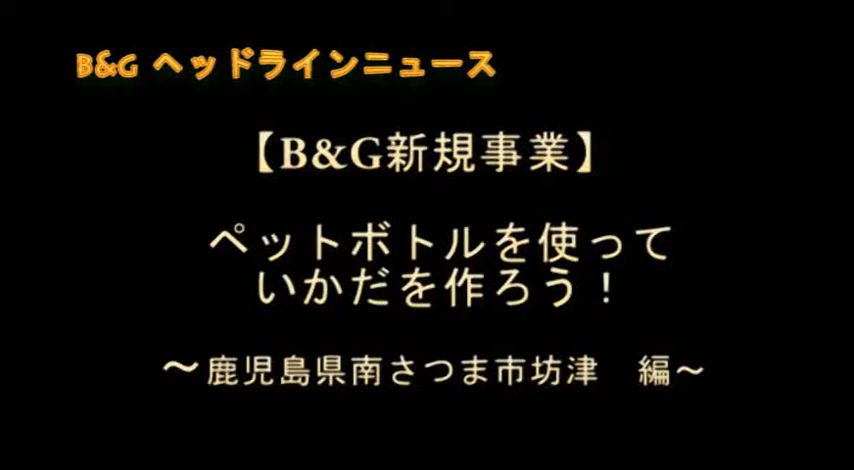 B&G ヘッドラインニュース
【B&G新規事業】
ペットボトルを使って
いかだを作ろう!
~鹿児島県南さつま市坊津　編~